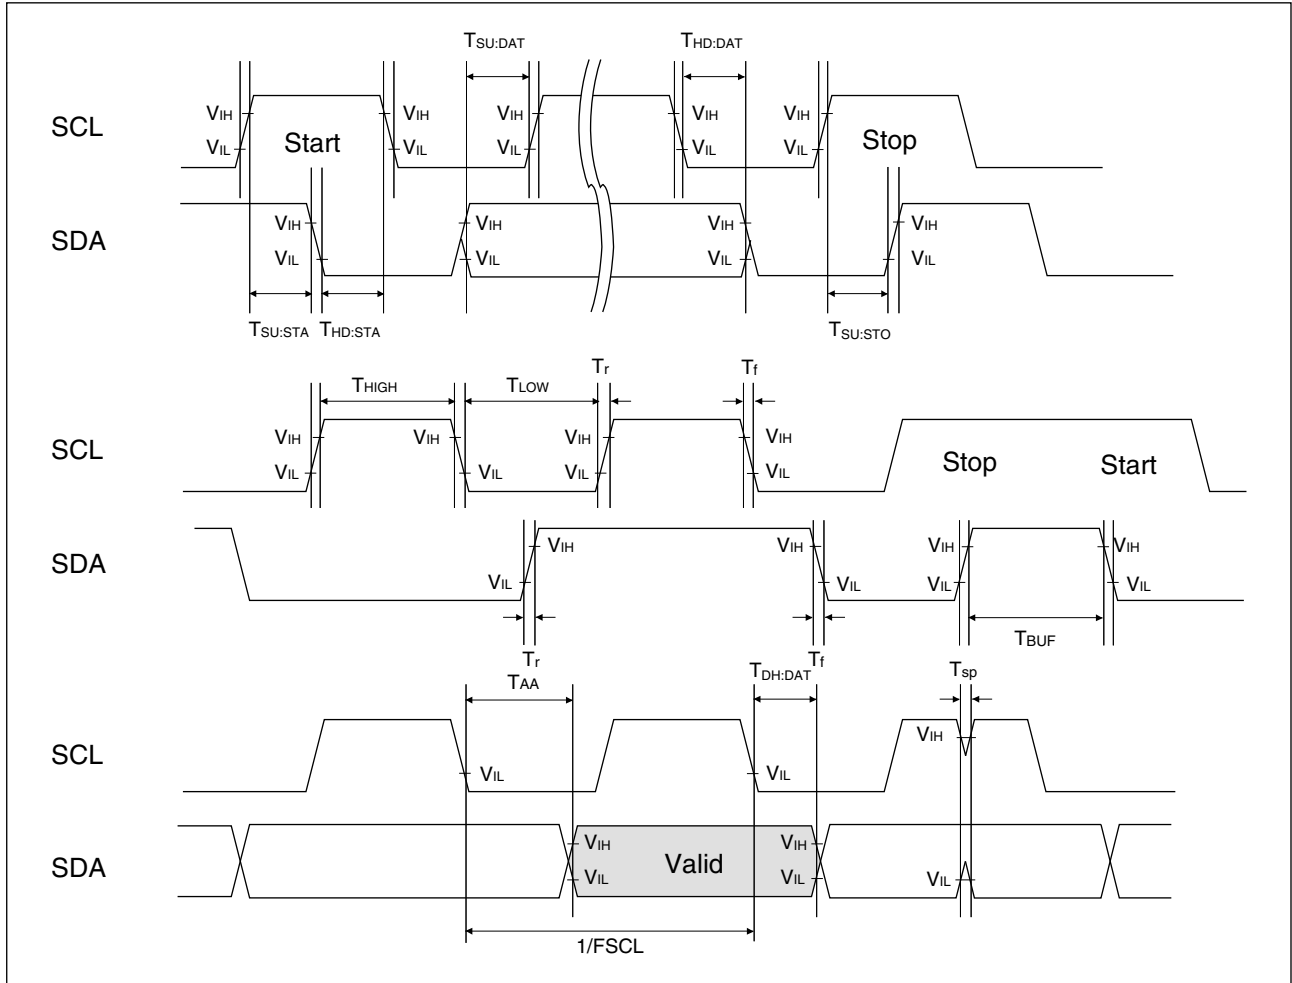 TSU:DAT THD:DAT
SCL VIH VIH VIH VIH VIH
Start Stop
VIL VIL VIL VIL VIL
SDA VIH VIH VIH VIH
VIL VIL VIL VIL
TSU:STA THD:STA TSU:STO
THIGH TLOW Tr Tf
SCL VIH VIH VIH VIH
VIL VIL VIL VIL Stop Start
SDA VIH VIH VIH VIH
VIL VIL VIL VIL
Tr Tf TBUF
TAA TDH:DAT Tsp
SCL VIH
VIL VIL
SDA VIH Valid VIH
VIL VIL VIL
1/FSCL